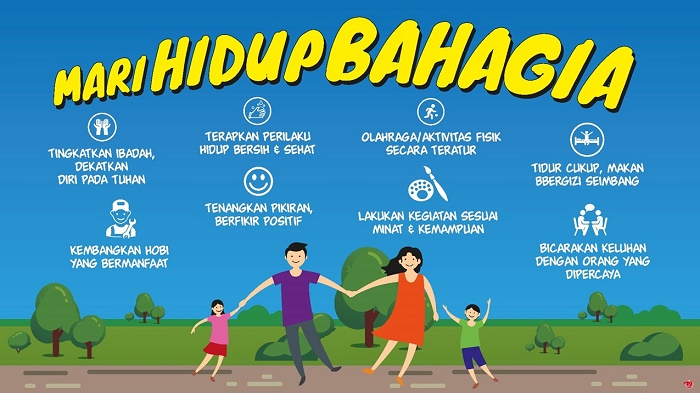 MARI HIDUP BAHAGIA
TINGKATKAN IBADAH,
DEKATKAN
DIRI PADA TUHAN
TERAPKAN PERILAKU
HIDUP BERSIH & SEHAT
OLAHRAGA/AKTIVITAS FISIK
SECARA TERATUR
TIDUR CUKUP, MAKAN
BBERGIZI SEIMBANG
KEMBANGKAN HOBI
YANG BERMANFAAT
TENANGKAN PIKIRAN,
BERFIKIR POSITIF
LAKUKAN KEGIATAN SESUAI
MINAT & KEMAMPUAN
BICARAKAN KELUHAN
DENGAN ORANG YANG
DIPERCAYA